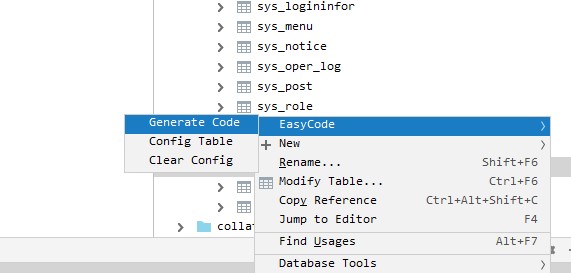 sys_logininfor
sys_menu
sys_notice
sys_oper_log
sys_post
sys_role
Generate Code
Config Table
Clear Config
EasyCode
New
Rename... Shift+F6
Modify Table... Ctrl+F6
Copy Reference Ctrl+Alt+Shift+C
Jump to Editor F4
Find Usages Alt+F7
Database Tools
collat